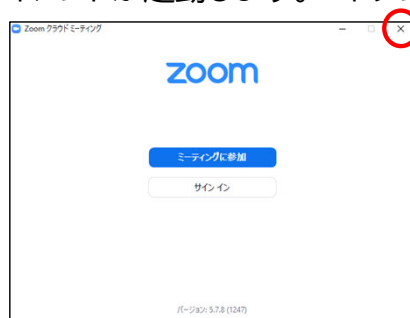 Zoom クラウドミーティング
zoom
ミーティングに参加
サイン イン
バージョン: 5.7.8 (1247)